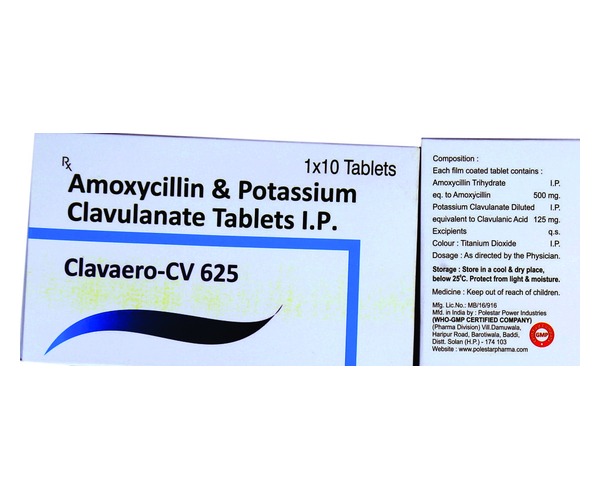 Rx
1x10 Tablets
Amoxycillin & Potassium
Clavulanate Tablets I.P.
Clavaero-CV 625
Composition :
Each film coated tablet contains :
Amoxycillin Trihydrate I.P.
eq. to Amoxycillin 500 mg.
Potassium Clavulanate Diluted I.P.
equivalent to Clavulanic Acid 125 mg.
Excipients q.s.
Colour : Titanium Dioxide I.P.
Dosage : As directed by the Physician.
Storage : Store in a cool & dry place,
below 25°C. Protect from light & moisture.
Medicine : Keep out of reach of children.
Mfg. Lic.No.: MB/16/916
Mfd. in India by : Polestar Power Industries
(WHO-GMP CERTIFIED COMPANY)
(Pharma Division) Vill.Damuwala,
Haripur Road, Barotiwala, Baddi,
Distt. Solan (H.P.) - 174 103
Website : www.polestarpharma.com
GMP